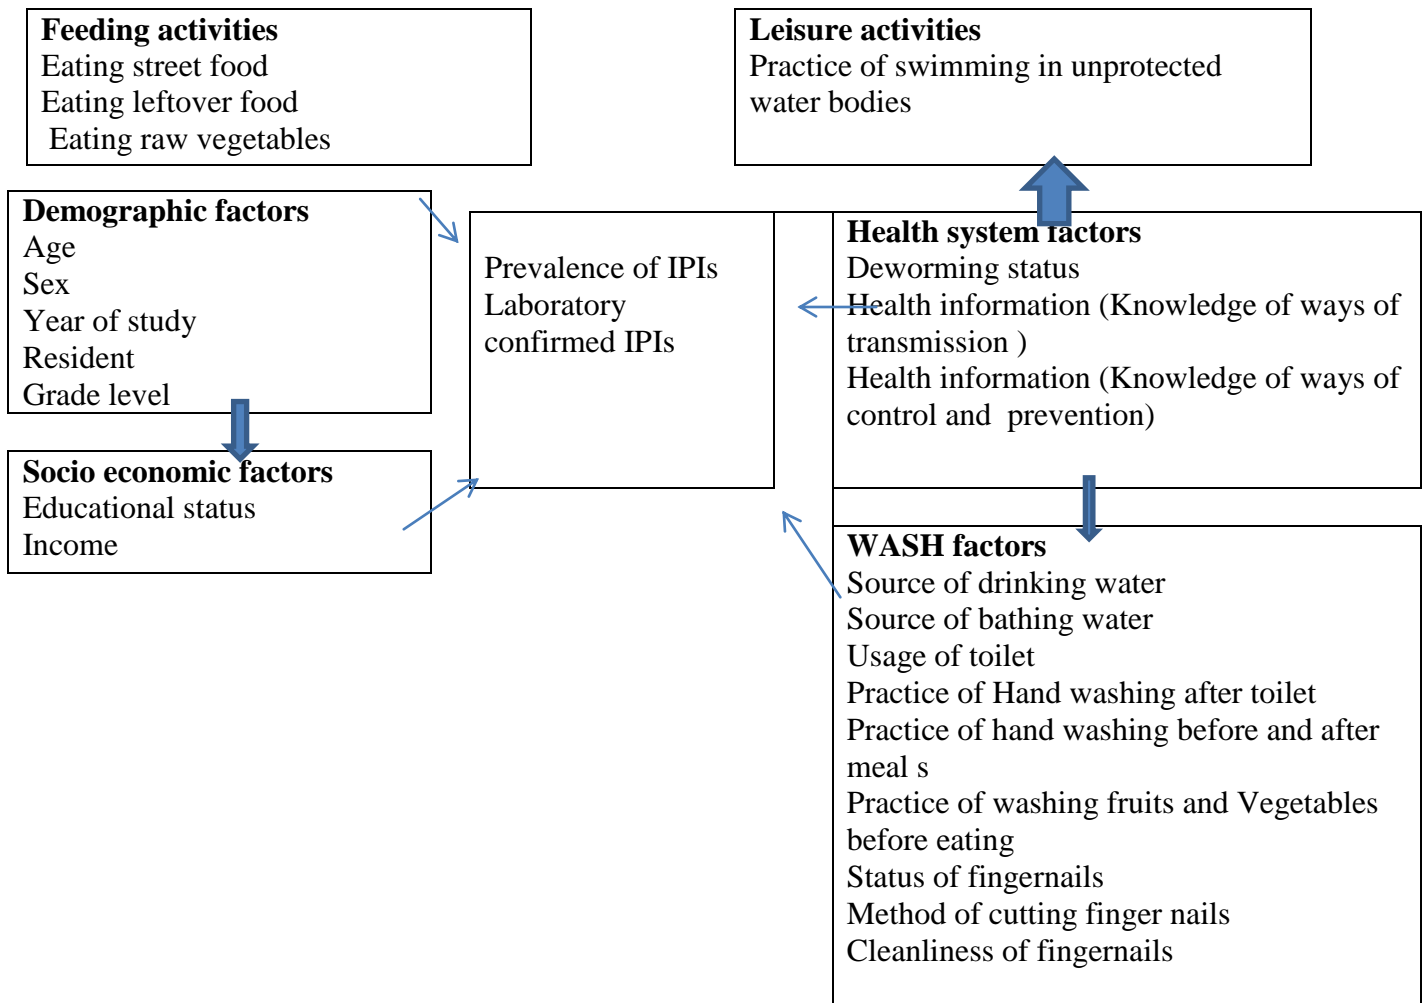 Feeding activities
Eating street food
Eating leftover food
Eating raw vegetables
Leisure activities
Practice of swimming in unprotected
water bodies
Demographic factors
Age
Sex
Year of study
Resident
Grade level
Prevalence of IPIs
Laboratory
confirmed IPIs
Health system factors
Deworming status
Health information (Knowledge of ways of
transmission )
Health information (Knowledge of ways of
control and  prevention)
Socio economic factors
Educational status
Income
WASH factors
Source of drinking water
Source of bathing water
Usage of toilet
Practice of Hand washing after toilet
Practice of hand washing before and after
meal s
Practice of washing fruits and Vegetables
before eating
Status of fingernails
Method of cutting finger nails
Cleanliness of fingernails